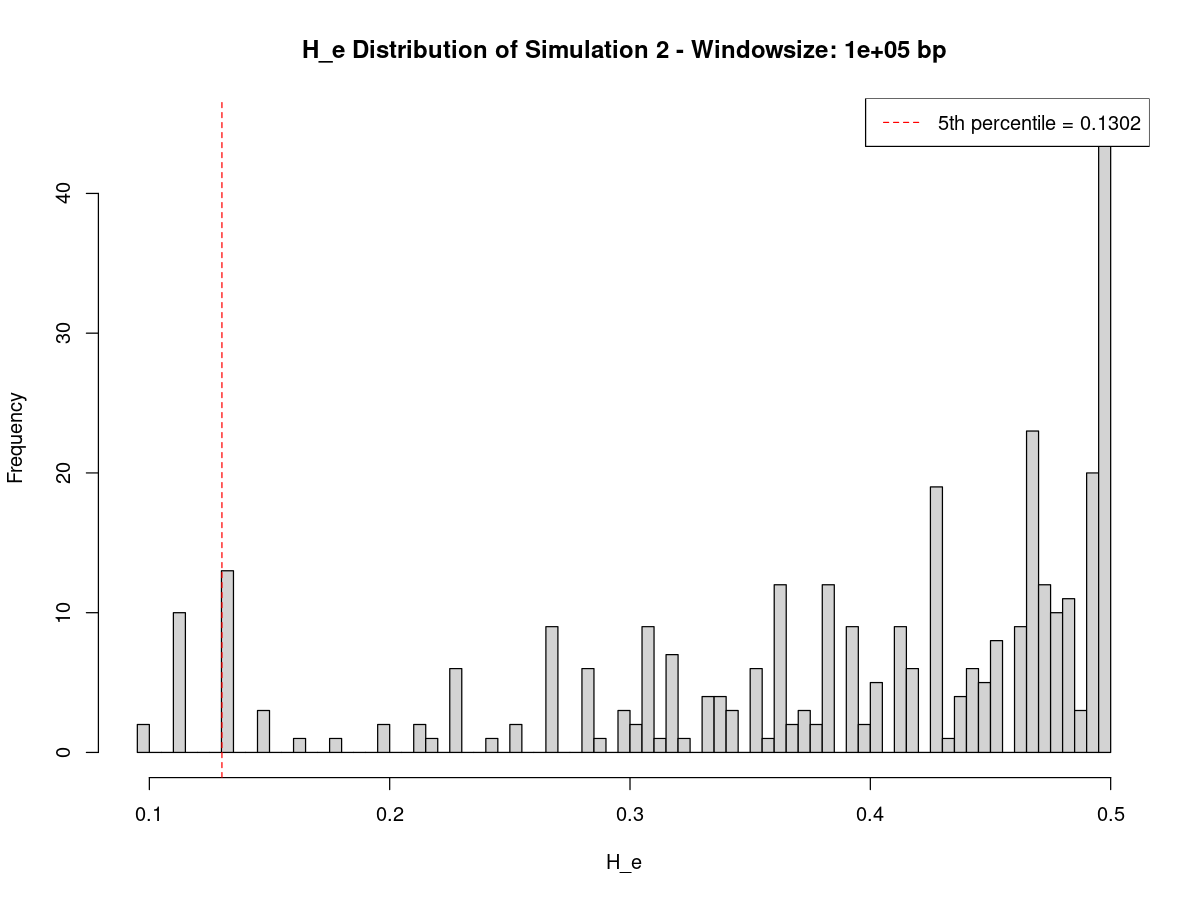 H_e Distribution of Simulation 2 - Windowsize: 1e+05 bp
5th percentile = 0.1302
Frequency
40
30
20
10
0
0.1 0.2 0.3 0.4 0.5
H_e